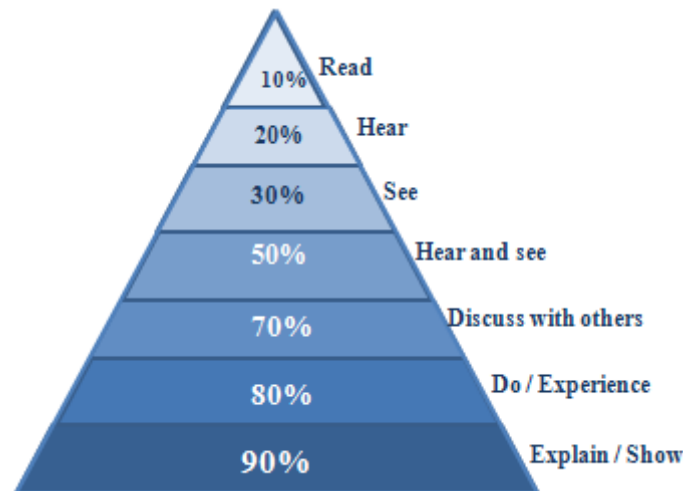 10% Read
20% Hear
30% See
50% Hear and see
70% Discuss with others
80% Do / Experience
90% Explain / Show